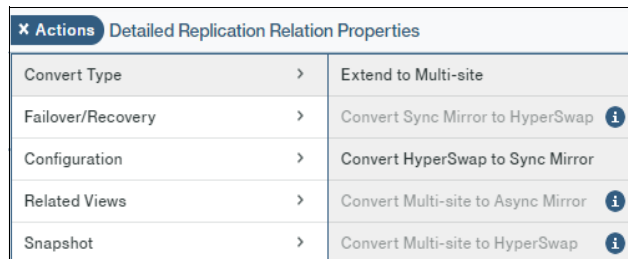 × Actions Detailed Replication Relation Properties
Convert Type > Extend to Multi-site
Failover/Recovery > Convert Sync Mirror to HyperSwap i
Configuration > Convert HyperSwap to Sync Mirror
Related Views > Convert Multi-site to Async Mirror i
Snapshot > Convert Multi-site to HyperSwap i